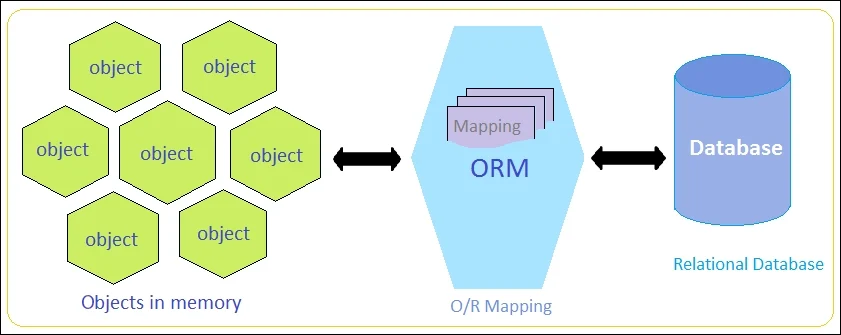 object
object
object
object
object
object
object
Objects in memory
Mapping
ORM
O/R Mapping
Database
Relational Database